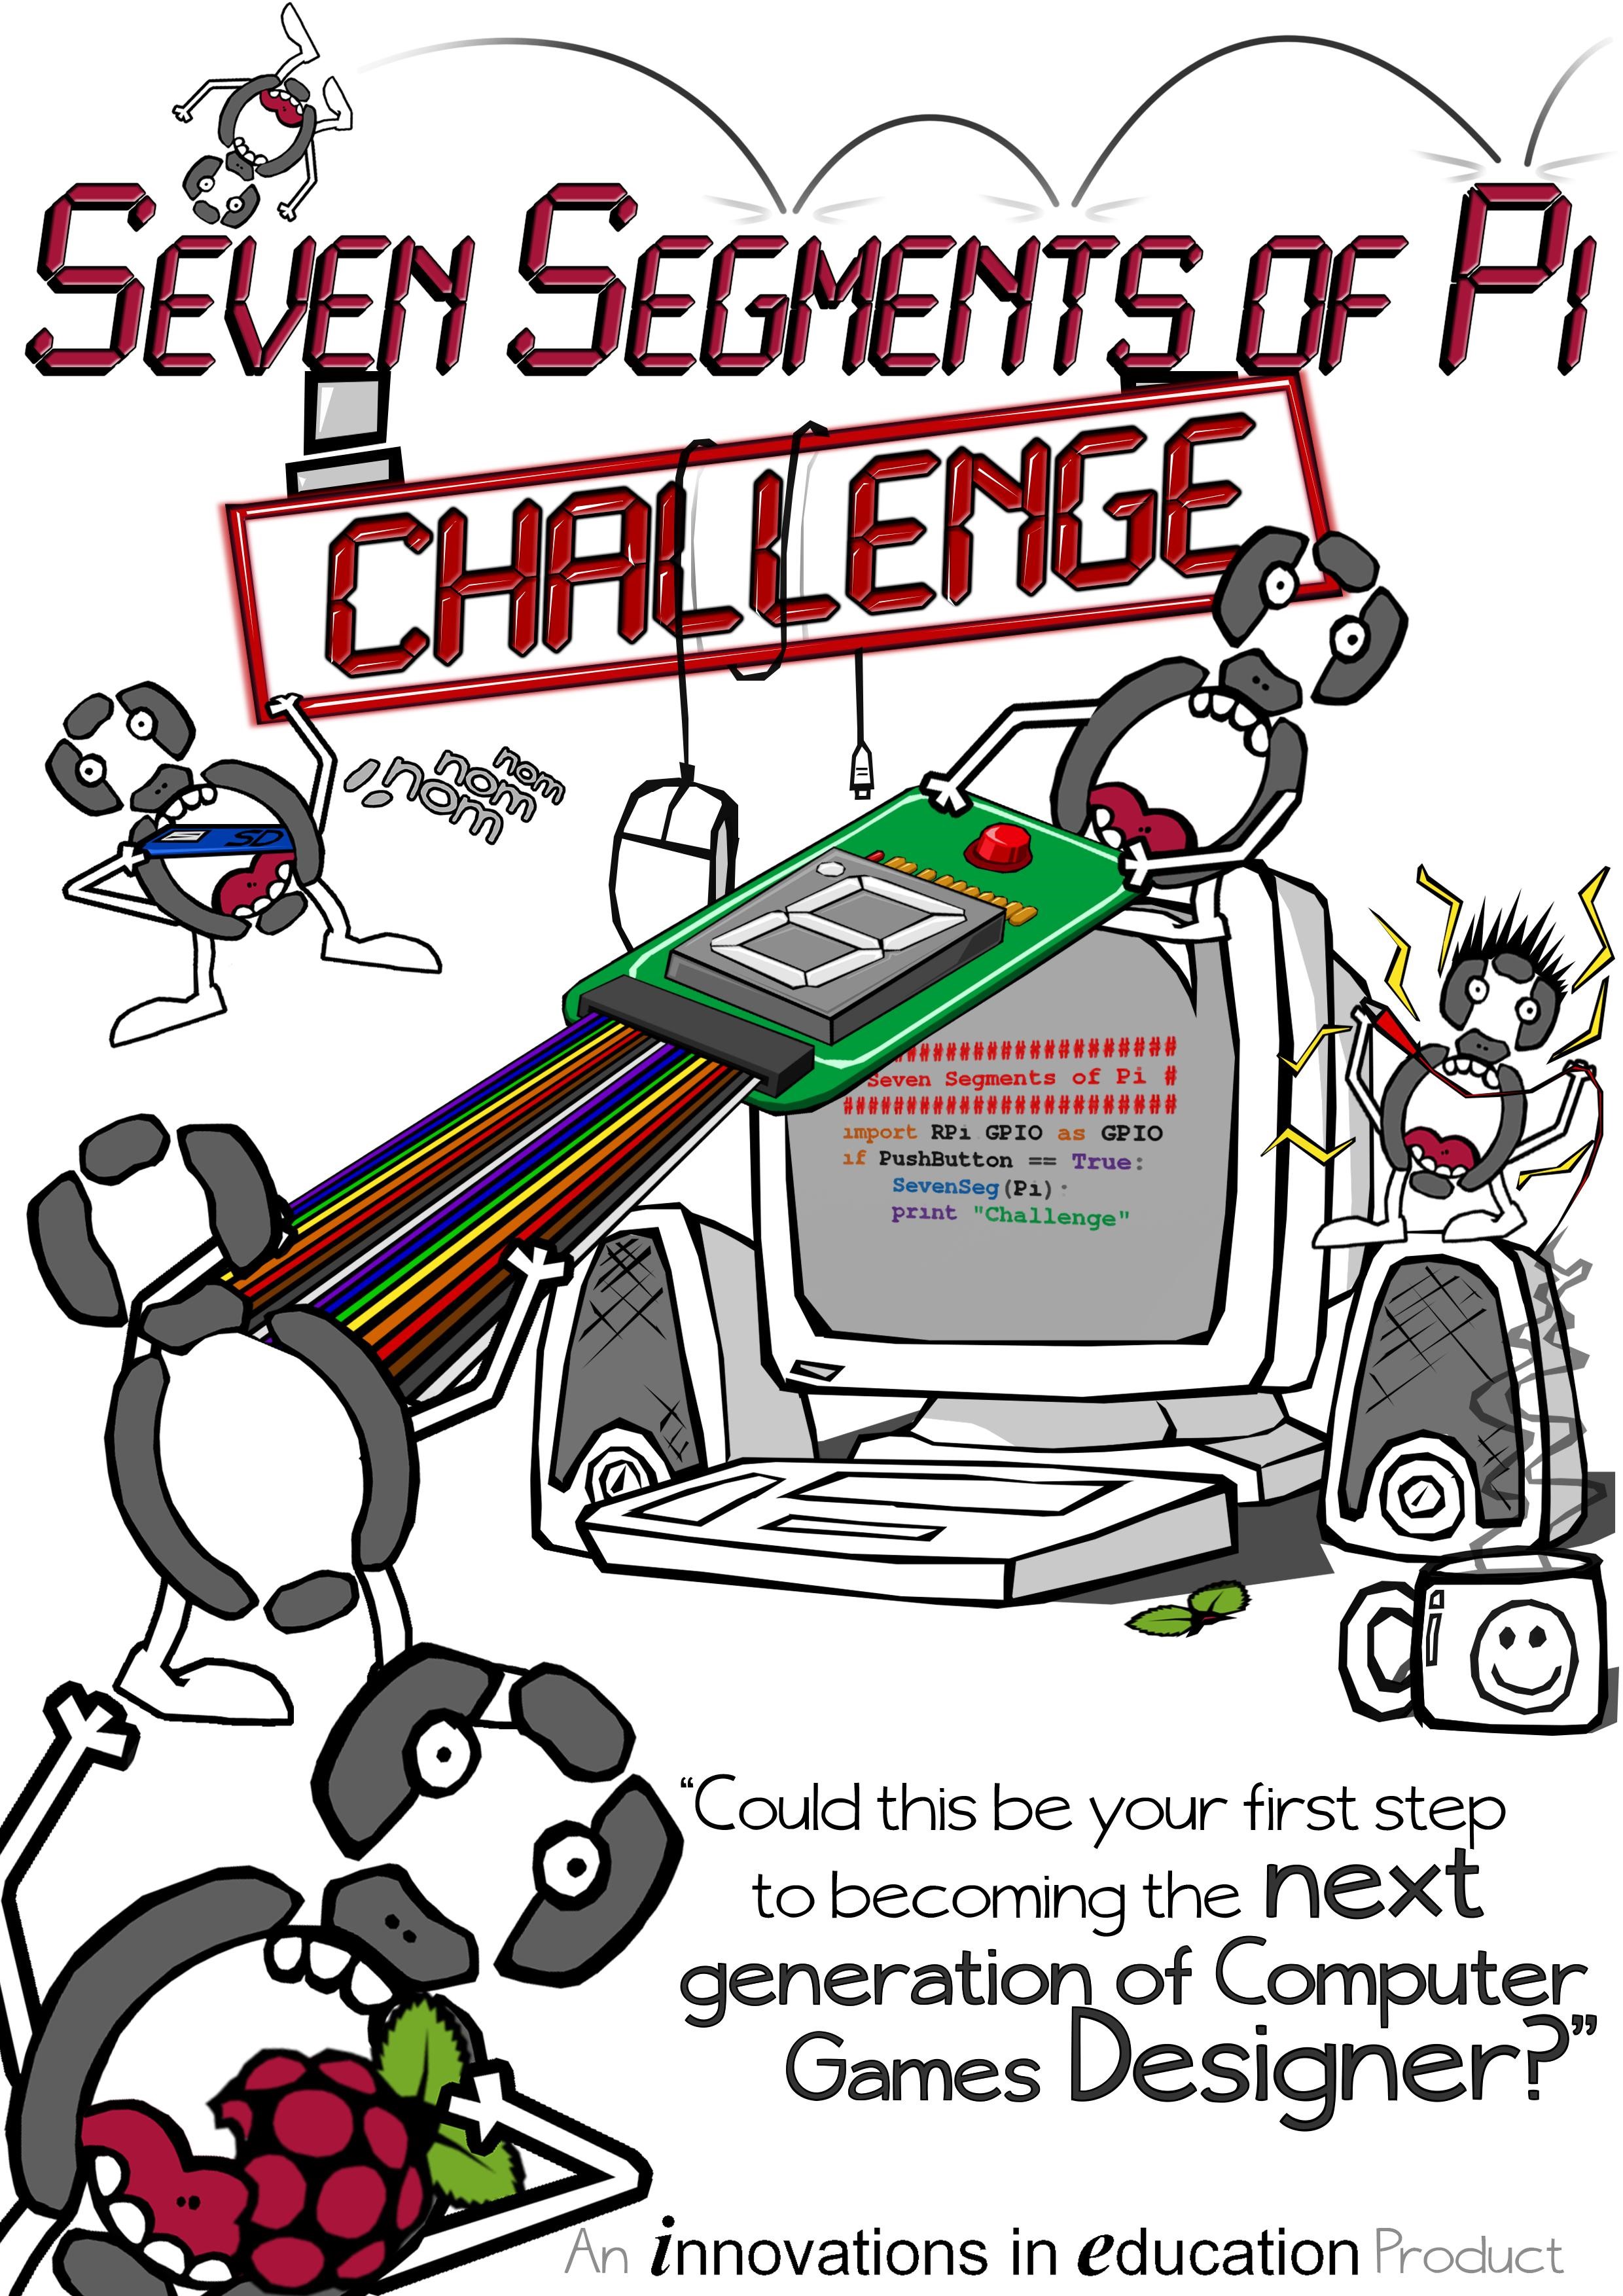 SEVEN SEGMENTS OF PI
CHALLENGE
nom
nom
nom
SD
####################
Seven Segments of Pi #
########################
import RPi.GPIO as GPIO
if PushButton == True:
SevenSeg(Pi):
print "Challenge"
“Could this be your first step
to becoming the next
generation of Computer
Games Designer?”
An innovations in education Product